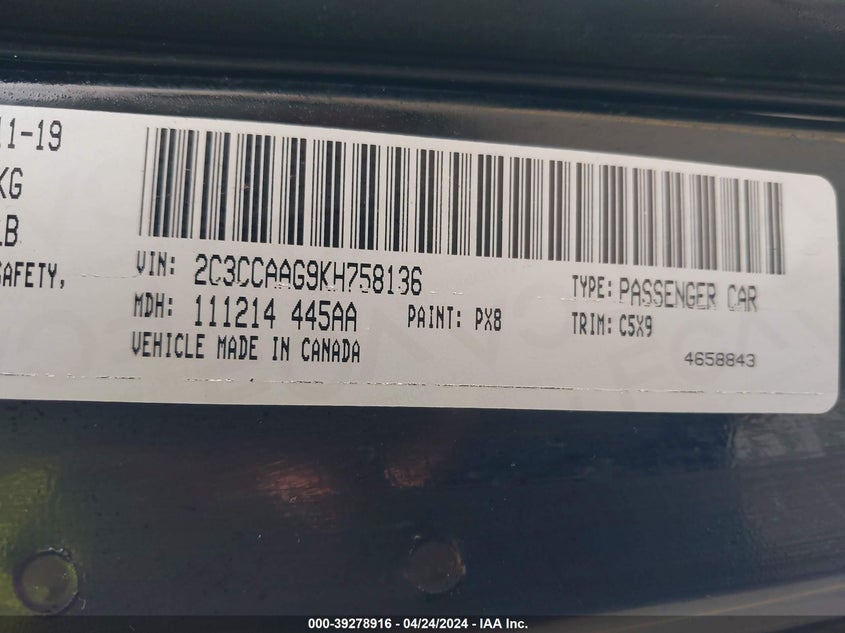 11-19
KG
LB
SAFETY,
VIN: 2C3CCAAG9KH758136 TYPE: PASSENGER CAR
MDH: 111214 445AA PAINT: PX8 TRIM: C5X9
VEHICLE MADE IN CANADA 4658843
000-39278916 - 04/24/2024 - IAA Inc.